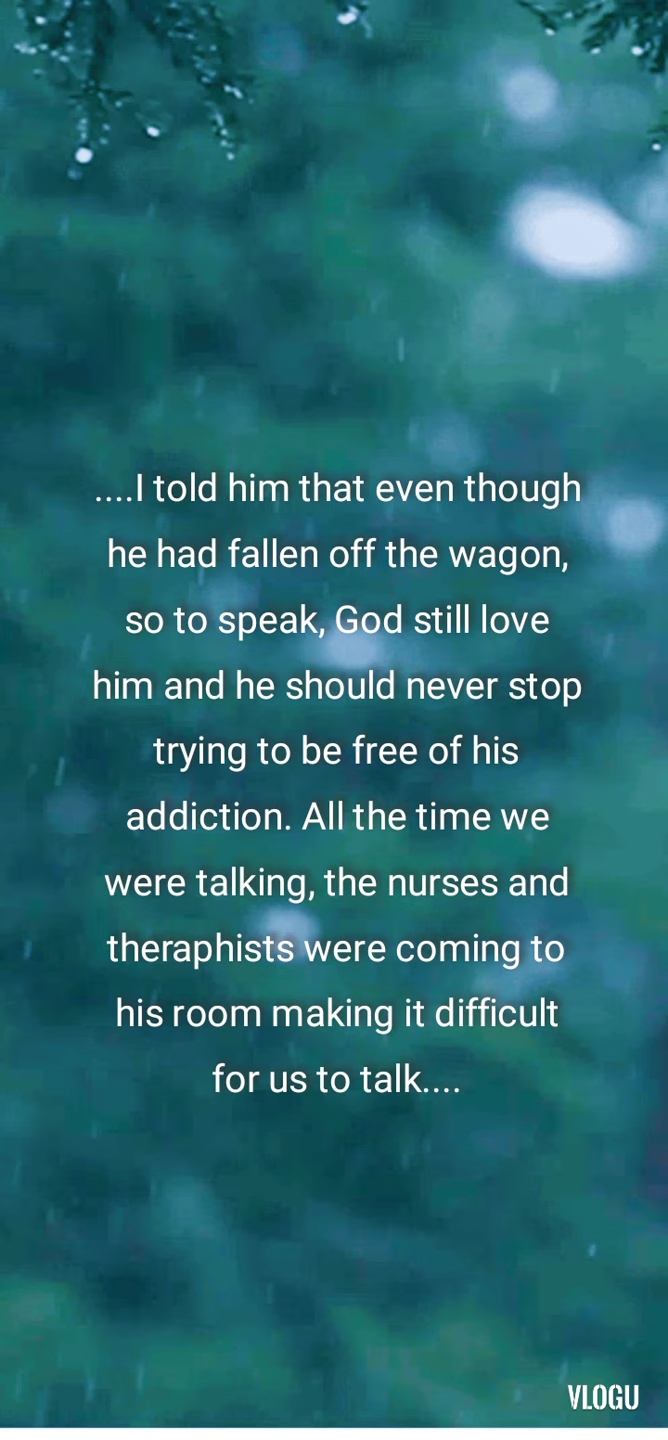 ....I told him that even though
he had fallen off the wagon,
so to speak, God still love
him and he should never stop
trying to be free of his
addiction. All the time we
were talking, the nurses and
theraphists were coming to
his room making it difficult
for us to talk....
VLOGU